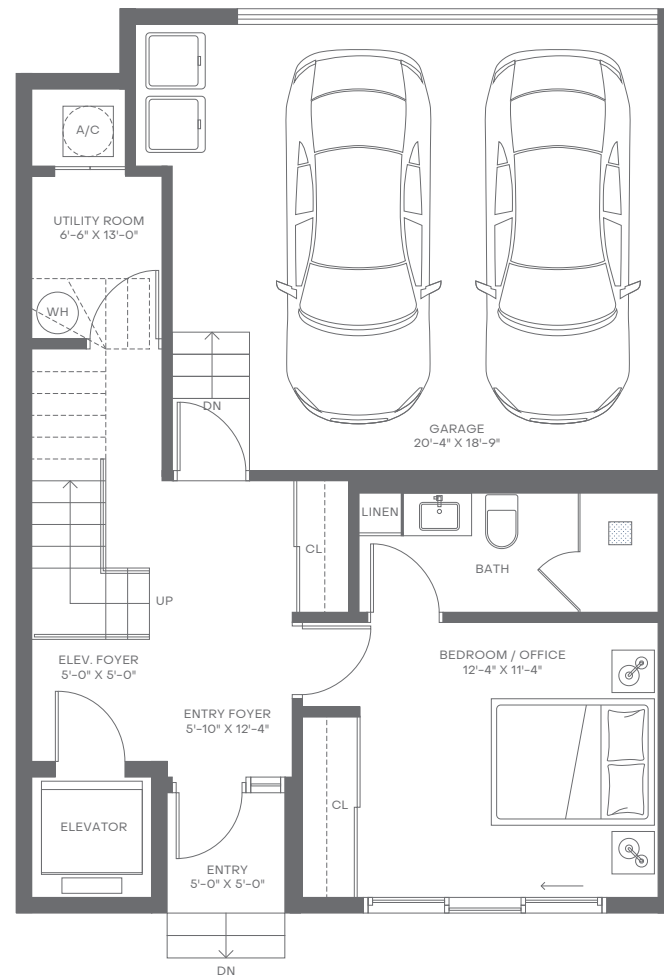 A/C
UTILITY ROOM
6'-6" X 13'-0"
WH
DN
GARAGE
20'-4" X 18'-9"
LINEN
CL
BATH
UP
ELEV. FOYER
5'-0" X 5'-0"
BEDROOM / OFFICE
12'-4" X 11'-4"
ENTRY FOYER
5'-10" X 12'-4"
CL
ELEVATOR
ENTRY
5'-0" X 5'-0"
DN